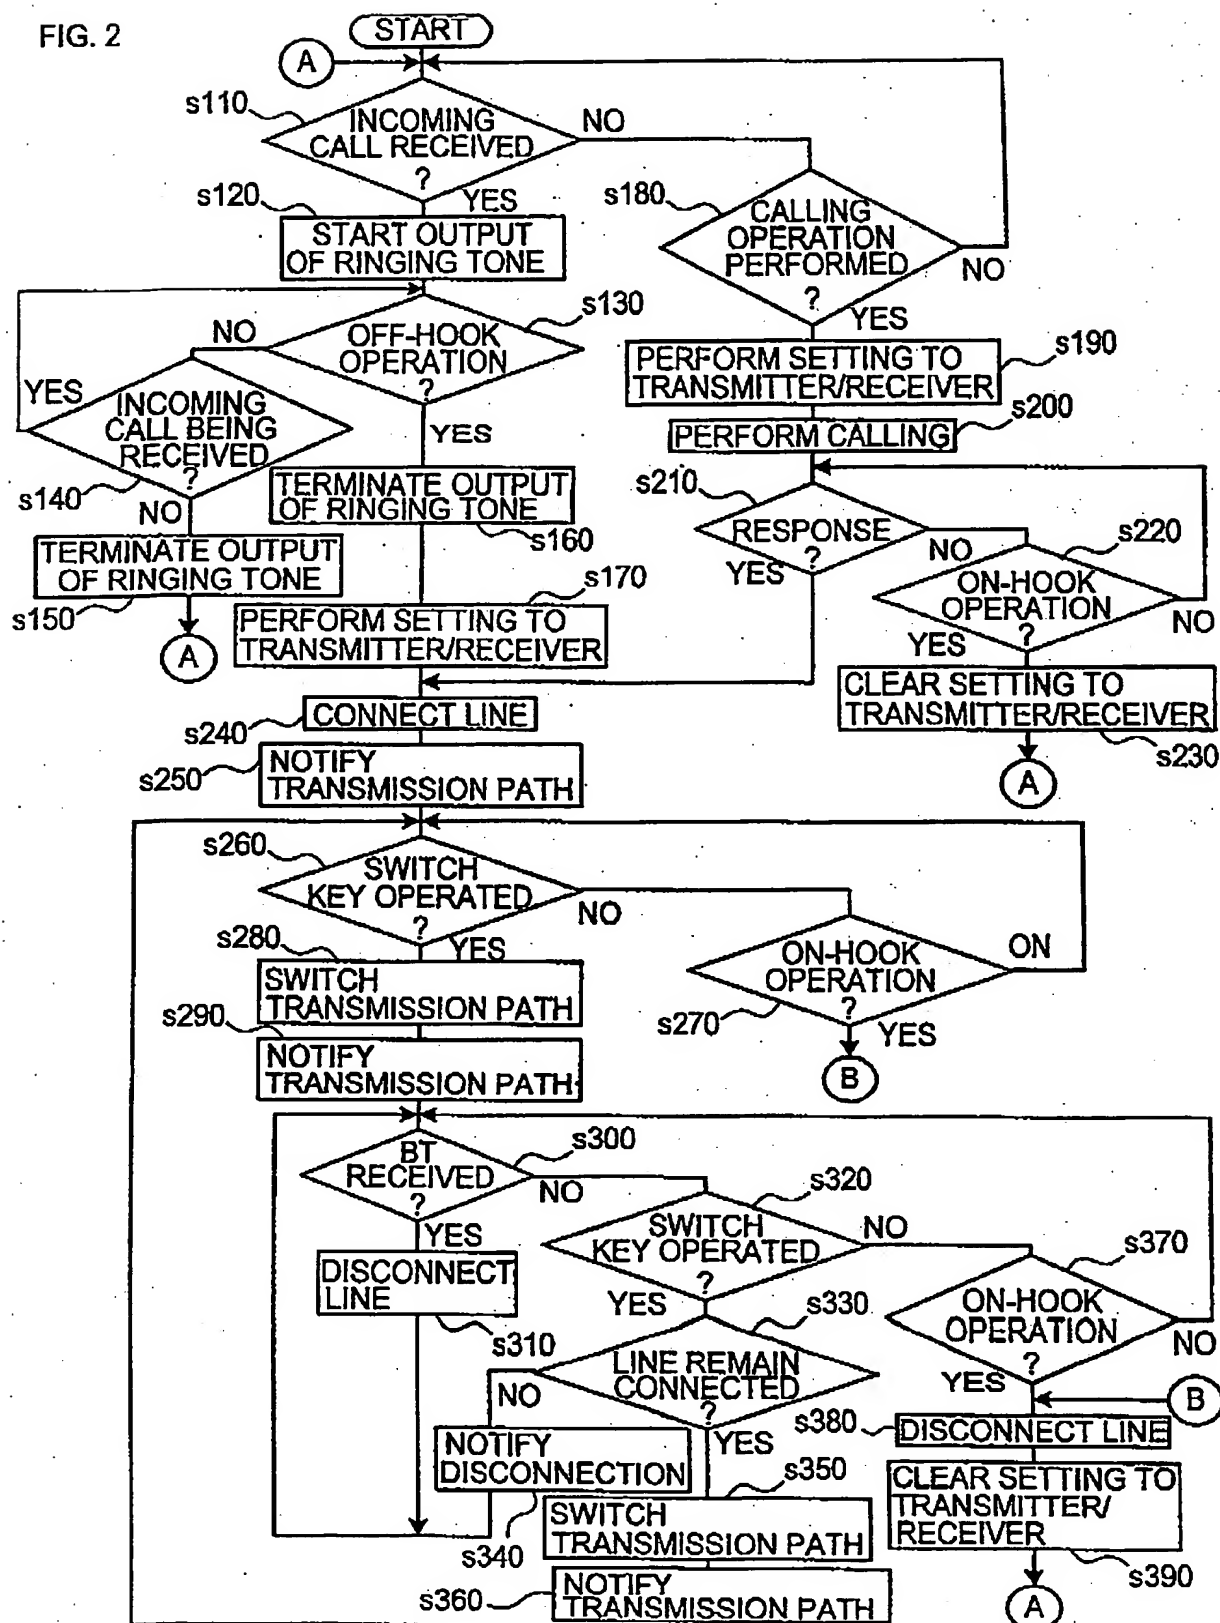 FIG. 2
START
A
s110
INCOMING
CALL RECEIVED
?
NO
YES
s120
START OUTPUT
OF RINGING TONE
s180
CALLING
OPERATION
PERFORMED
?
NO
YES
s130
OFF-HOOK
OPERATION
?
NO
YES
YES
INCOMING
CALL BEING
RECEIVED
?
s140
NO
TERMINATE OUTPUT
OF RINGING TONE
s150
A
TERMINATE OUTPUT
OF RINGING TONE
s160
s170
PERFORM SETTING TO
TRANSMITTER/RECEIVER
PERFORM SETTING TO
TRANSMITTER/RECEIVER
s190
s200
PERFORM CALLING
s210
RESPONSE
?
NO
YES
s220
ON-HOOK
OPERATION
?
NO
YES
CLEAR SETTING TO
TRANSMITTER/RECEIVER
s230
A
CONNECT LINE
s240
NOTIFY
TRANSMISSION PATH
s250
s260
SWITCH
KEY OPERATED
?
NO
YES
ON-HOOK
OPERATION
?
ON
s270
YES
B
s280
SWITCH
TRANSMISSION PATH
s290
NOTIFY
TRANSMISSION PATH
BT
RECEIVED
?
s300
NO
YES
DISCONNECT
LINE
s310
s320
SWITCH
KEY OPERATED
?
NO
YES
s330
LINE REMAIN
CONNECTED
?
NO
YES
NOTIFY
DISCONNECTION
s340
s350
SWITCH
TRANSMISSION PATH
s360
NOTIFY
TRANSMISSION PATH
s370
ON-HOOK
OPERATION
?
NO
YES
B
s380
DISCONNECT LINE
CLEAR SETTING TO
TRANSMITTER/
RECEIVER
s390
A